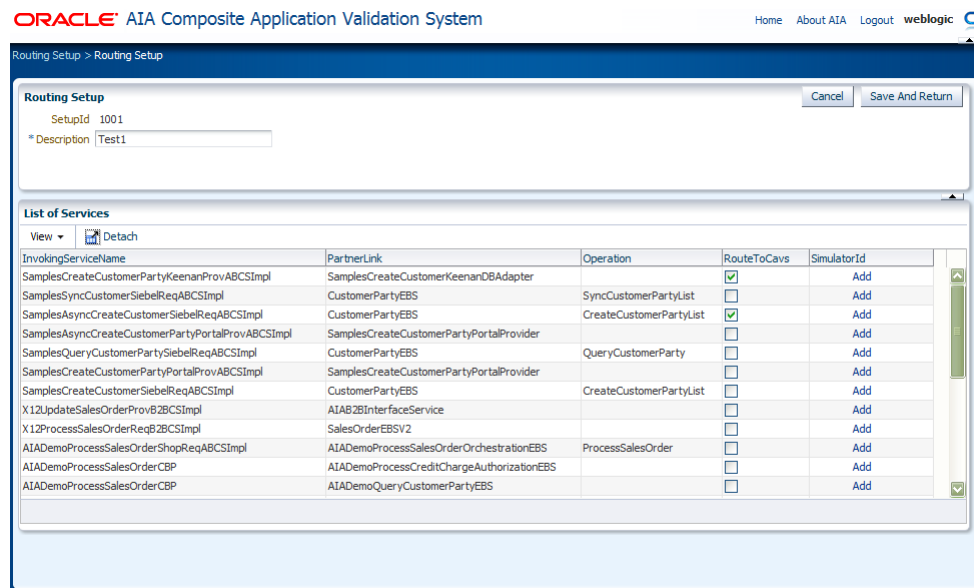 ORACLE AIA Composite Application Validation System
Home About AIA Logout weblogic
Routing Setup > Routing Setup
Routing Setup Cancel Save And Return
SetupId 1001
* Description Test1
List of Services
View Detach
InvokingServiceName PartnerLink Operation RouteToCavs SimulatorId
SamplesCreateCustomerPartyKeenanProvABCSImpl SamplesCreateCustomerKeenanDBAdapter Add
SamplesSyncCustomerSiebelReqABCSImpl CustomerPartyEBS SyncCustomerPartyList Add
SamplesAsyncCreateCustomerSiebelReqABCSImpl CustomerPartyEBS CreateCustomerPartyList Add
SamplesAsyncCreateCustomerPartyPortalProvABCSImpl SamplesCreateCustomerPartyPortalProvider Add
SamplesQueryCustomerPartySiebelReqABCSImpl CustomerPartyEBS QueryCustomerParty Add
SamplesCreateCustomerPartyPortalProvABCSImpl SamplesCreateCustomerPartyPortalProvider Add
SamplesCreateCustomerSiebelReqABCSImpl CustomerPartyEBS CreateCustomerPartyList Add
X12UpdateSalesOrderProvB2BCSImpl AIAB2BInterfaceService Add
X12ProcessSalesOrderReqB2BCSImpl SalesOrderEBSV2 Add
AIADemoProcessSalesOrderShopReqABCSImpl AIADemoProcessSalesOrderOrchestrationEBS ProcessSalesOrder Add
AIADemoProcessSalesOrderCBP AIADemoProcessCreditChargeAuthorizationEBS Add
AIADemoProcessSalesOrderCBP AIADemoQueryCustomerPartyEBS Add